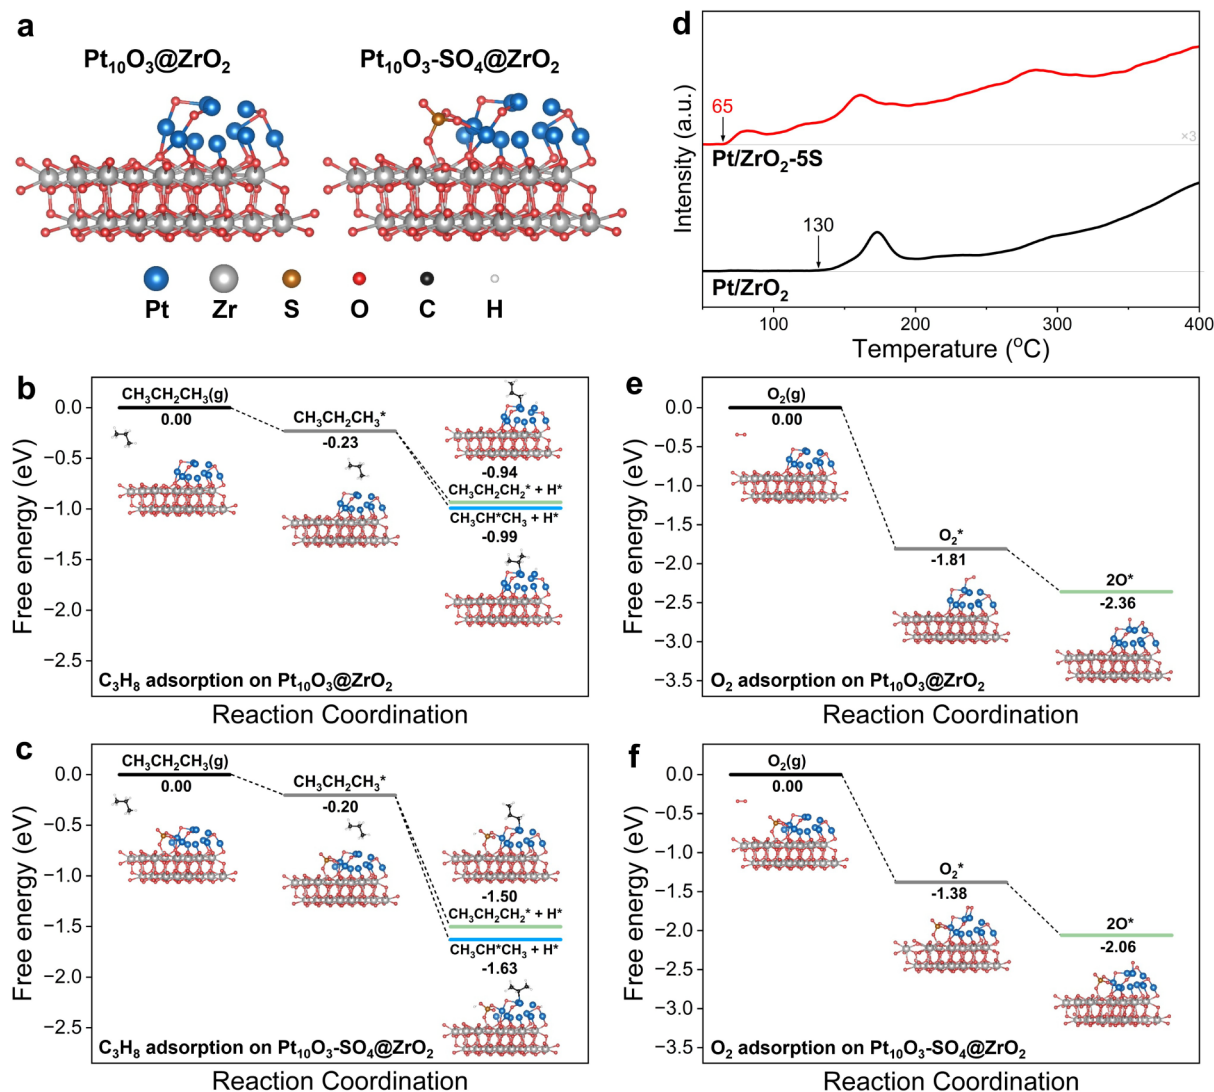 a
Pt10O3@ZrO2
Pt10O3-SO4@ZrO2
Pt
Zr
S
O
C
H
d
Intensity (a.u.)
65
×3
Pt/ZrO2-5S
130
Pt/ZrO2
100
200
300
400
Temperature (oC)
b
Free energy (eV)
0.0
−0.5
−1.0
−1.5
−2.0
−2.5
CH3CH2CH3(g)
0.00
CH3CH2CH3*
-0.23
-0.94
CH3CH2CH2* + H*
CH3CH*CH3 + H*
-0.99
C3H8 adsorption on Pt10O3@ZrO2
Reaction Coordination
e
Free energy (eV)
0.0
−0.5
−1.0
−1.5
−2.0
−2.5
−3.0
−3.5
O2(g)
0.00
O2*
-1.81
2O*
-2.36
O2 adsorption on Pt10O3@ZrO2
Reaction Coordination
c
Free energy (eV)
0.0
−0.5
−1.0
−1.5
−2.0
−2.5
CH3CH2CH3(g)
0.00
CH3CH2CH3*
-0.20
-1.50
CH3CH2CH2* + H*
CH3CH*CH3 + H*
-1.63
C3H8 adsorption on Pt10O3-SO4@ZrO2
Reaction Coordination
f
Free energy (eV)
0.0
−0.5
−1.0
−1.5
−2.0
−2.5
−3.0
−3.5
O2(g)
0.00
O2*
-1.38
2O*
-2.06
O2 adsorption on Pt10O3-SO4@ZrO2
Reaction Coordination